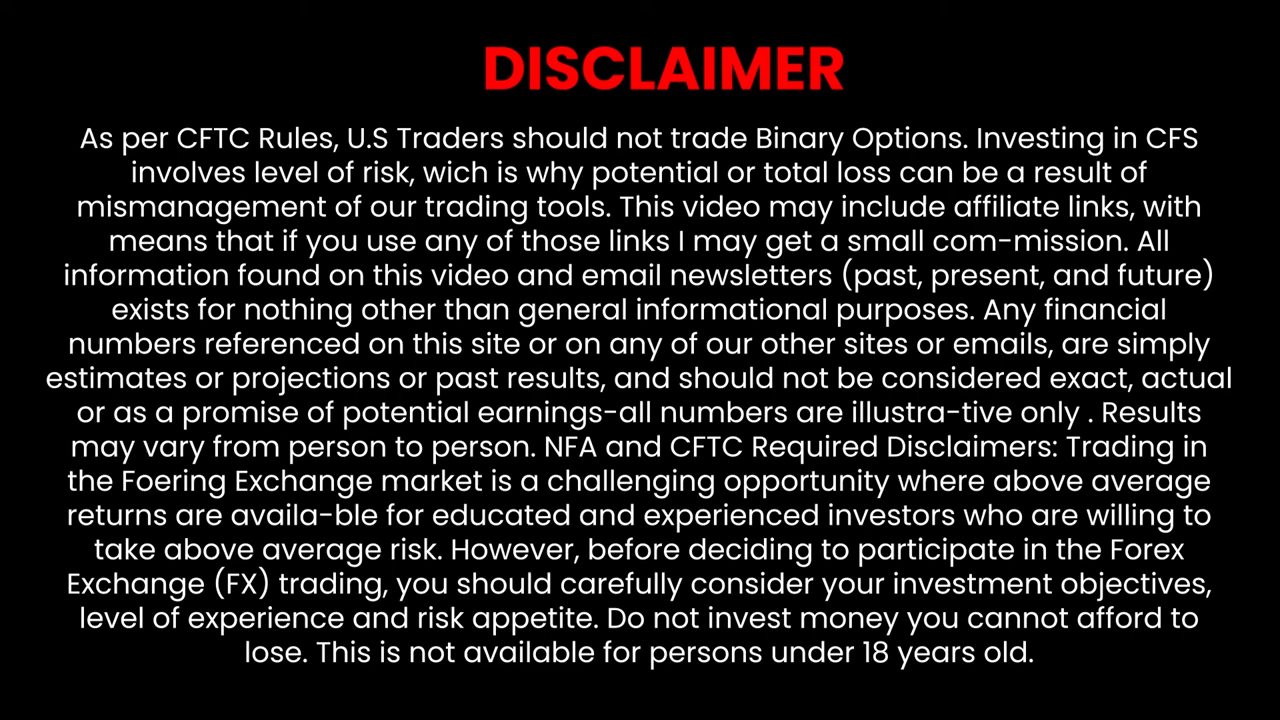 DISCLAIMER
As per CFTC Rules, U.S Traders should not trade Binary Options. Investing in CFS
involves level of risk, wich is why potential or total loss can be a result of
mismanagement of our trading tools. This video may include affiliate links, with
means that if you use any of those links I may get a small com-mission. All
information found on this video and email newsletters (past, present, and future)
exists for nothing other than general informational purposes. Any financial
numbers referenced on this site or on any of our other sites or emails, are simply
estimates or projections or past results, and should not be considered exact, actual
or as a promise of potential earnings-all numbers are illustra-tive only . Results
may vary from person to person. NFA and CFTC Required Disclaimers: Trading in
the Foering Exchange market is a challenging opportunity where above average
returns are availa-ble for educated and experienced investors who are willing to
take above average risk. However, before deciding to participate in the Forex
Exchange (FX) trading, you should carefully consider your investment objectives,
level of experience and risk appetite. Do not invest money you cannot afford to
lose. This is not available for persons under 18 years old.